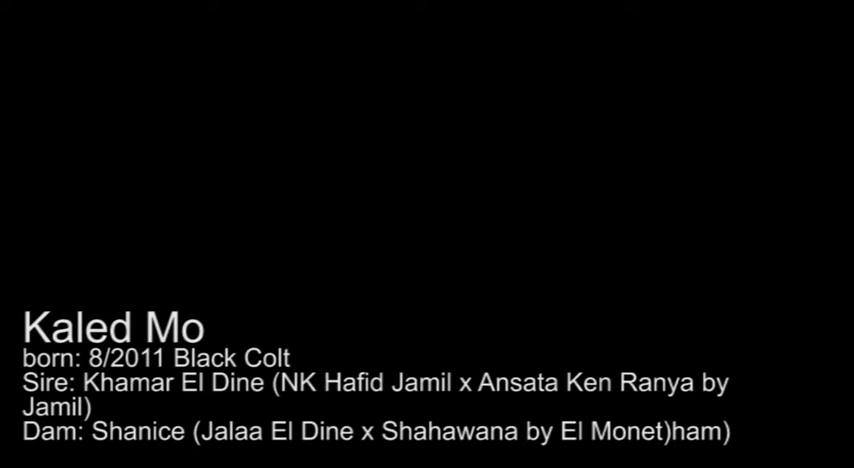 Kaled Mo
born: 8/2011 Black Colt
Sire: Khamar El Dine (NK Hafid Jamil x Ansata Ken Ranya by
Jamil)
Dam: Shanice (Jalaa El Dine x Shahawana by El Monet)ham)